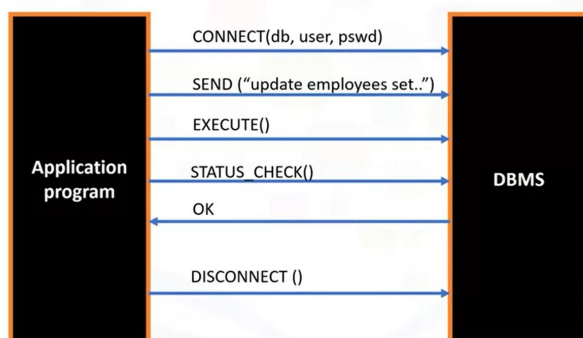 CONNECT(db, user, pswd)
SEND (“update employees set..”)
EXECUTE()
Application
program
STATUS_CHECK()
DBMS
OK
DISCONNECT ()